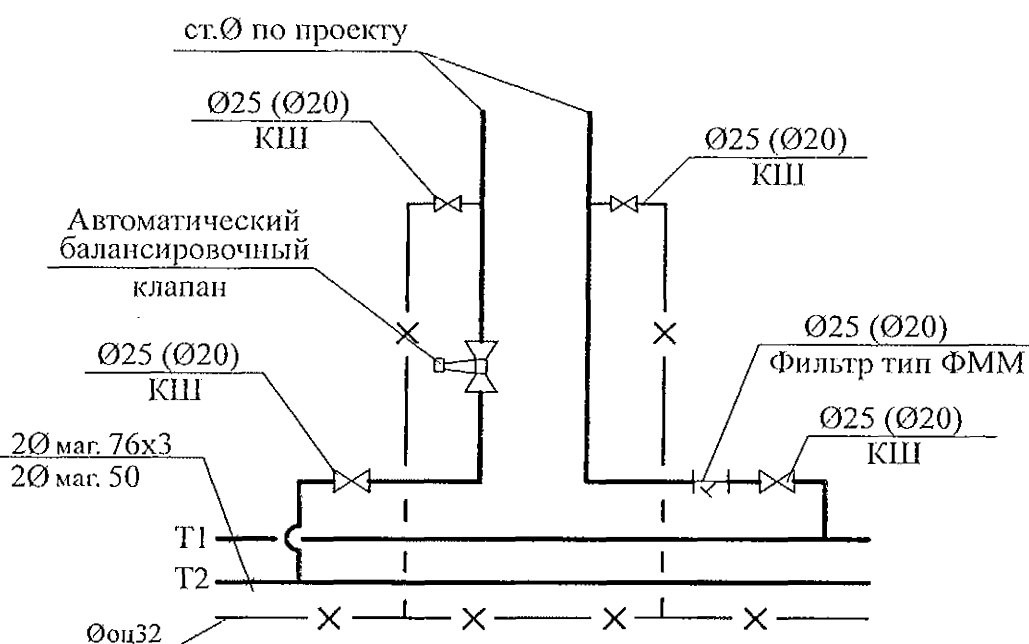 ст.Ø по проекту
Ø25 (Ø20)
КШ
Ø25 (Ø20)
КШ
Автоматический
балансировочный
клапан
Ø25 (Ø20)
Фильтр тип ФММ
Ø25 (Ø20)
КШ
Ø25 (Ø20)
КШ
2Ø маг. 76х3
2Ø маг. 50
Т1
Т2
Øоц32